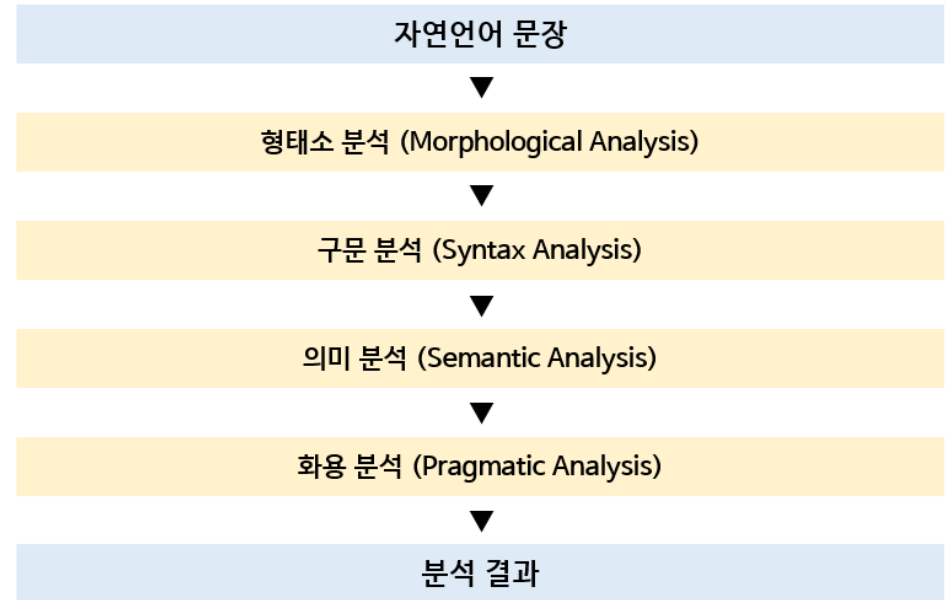 자연언어 문장
▼
형태소 분석 (Morphological Analysis)
▼
구문 분석 (Syntax Analysis)
▼
의미 분석 (Semantic Analysis)
▼
화용 분석 (Pragmatic Analysis)
▼
분석 결과